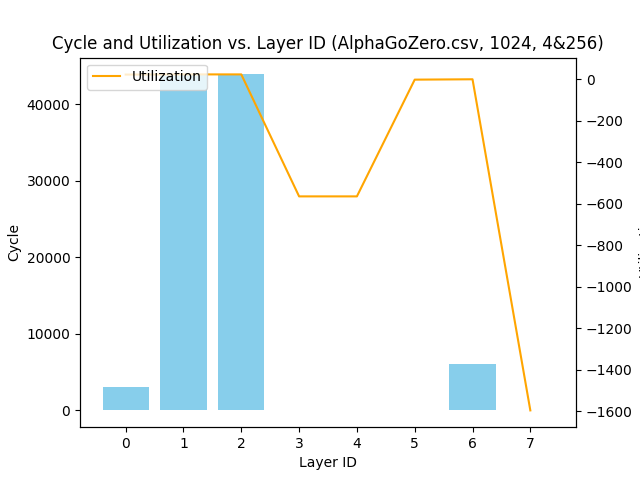 Cycle and Utilization vs. Layer ID (AlphaGoZero.csv, 1024, 4&256)
Utilization
Cycle
40000
30000
20000
10000
0
0
−200
−400
−600
−800
−1000
−1200
−1400
−1600
0 1 2 3 4 5 6 7
Layer ID